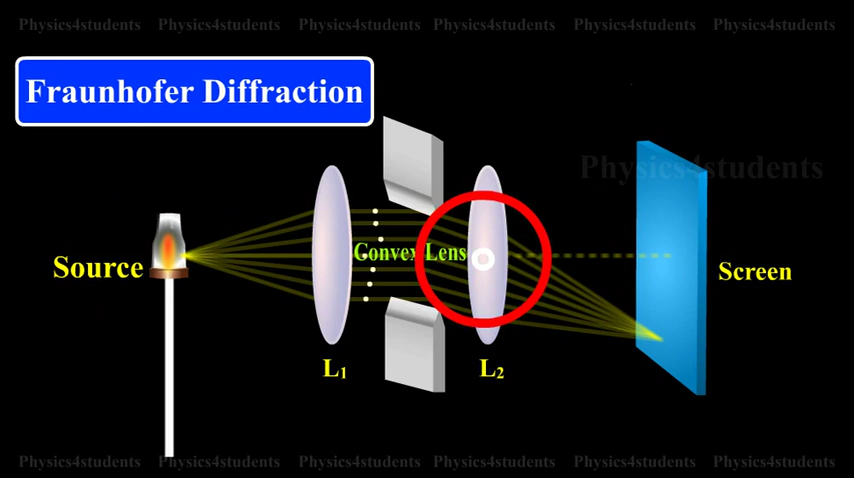 Physics4students Physics4students Physics4students Physics4students Physics4students Physics4students
Fraunhofer Diffraction
Physics4students
Convex Lens
Source
Screen
L₁
L₂
Physics4students Physics4students Physics4students Physics4students Physics4students Physics4students